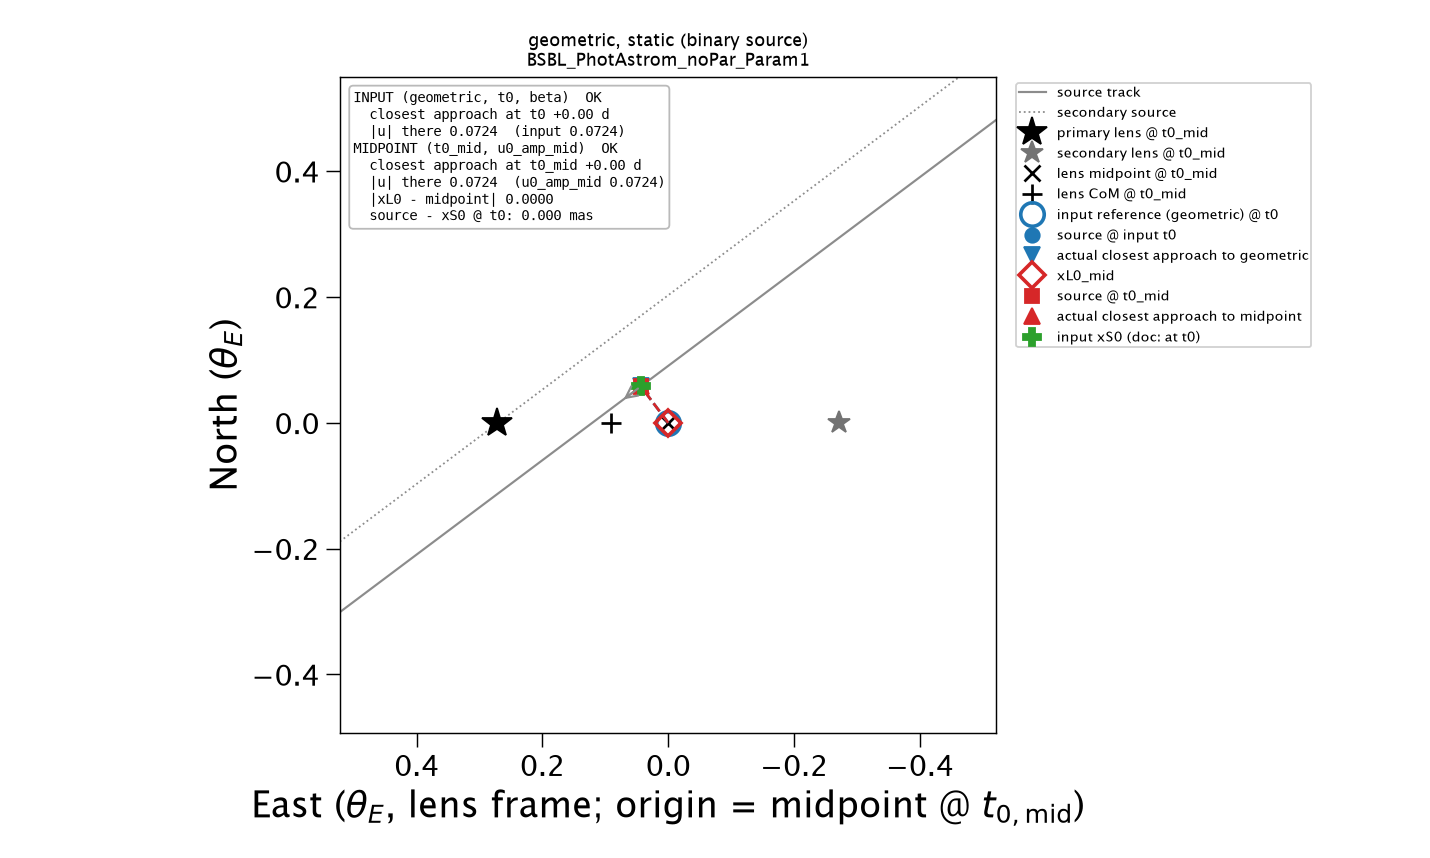 geometric, static (binary source)
BSBL_PhotAstrom_noPar_Param1
INPUT (geometric, t0, beta)  OK
closest approach at t0 +0.00 d
|u| there 0.0724  (input 0.0724)
MIDPOINT (t0_mid, u0_amp_mid)  OK
closest approach at t0_mid +0.00 d
|u| there 0.0724  (u0_amp_mid 0.0724)
|xL0 - midpoint| 0.0000
source - xS0 @ t0: 0.000 mas
source track
secondary source
primary lens @ t0_mid
secondary lens @ t0_mid
lens midpoint @ t0_mid
lens CoM @ t0_mid
input reference (geometric) @ t0
source @ input t0
actual closest approach to geometric
xL0_mid
source @ t0_mid
actual closest approach to midpoint
input xS0 (doc: at t0)
North (θ_E)
0.4
0.2
0.0
−0.2
−0.4
0.4 0.2 0.0 −0.2 −0.4
East (θ_E, lens frame; origin = midpoint @ t_0, mid)